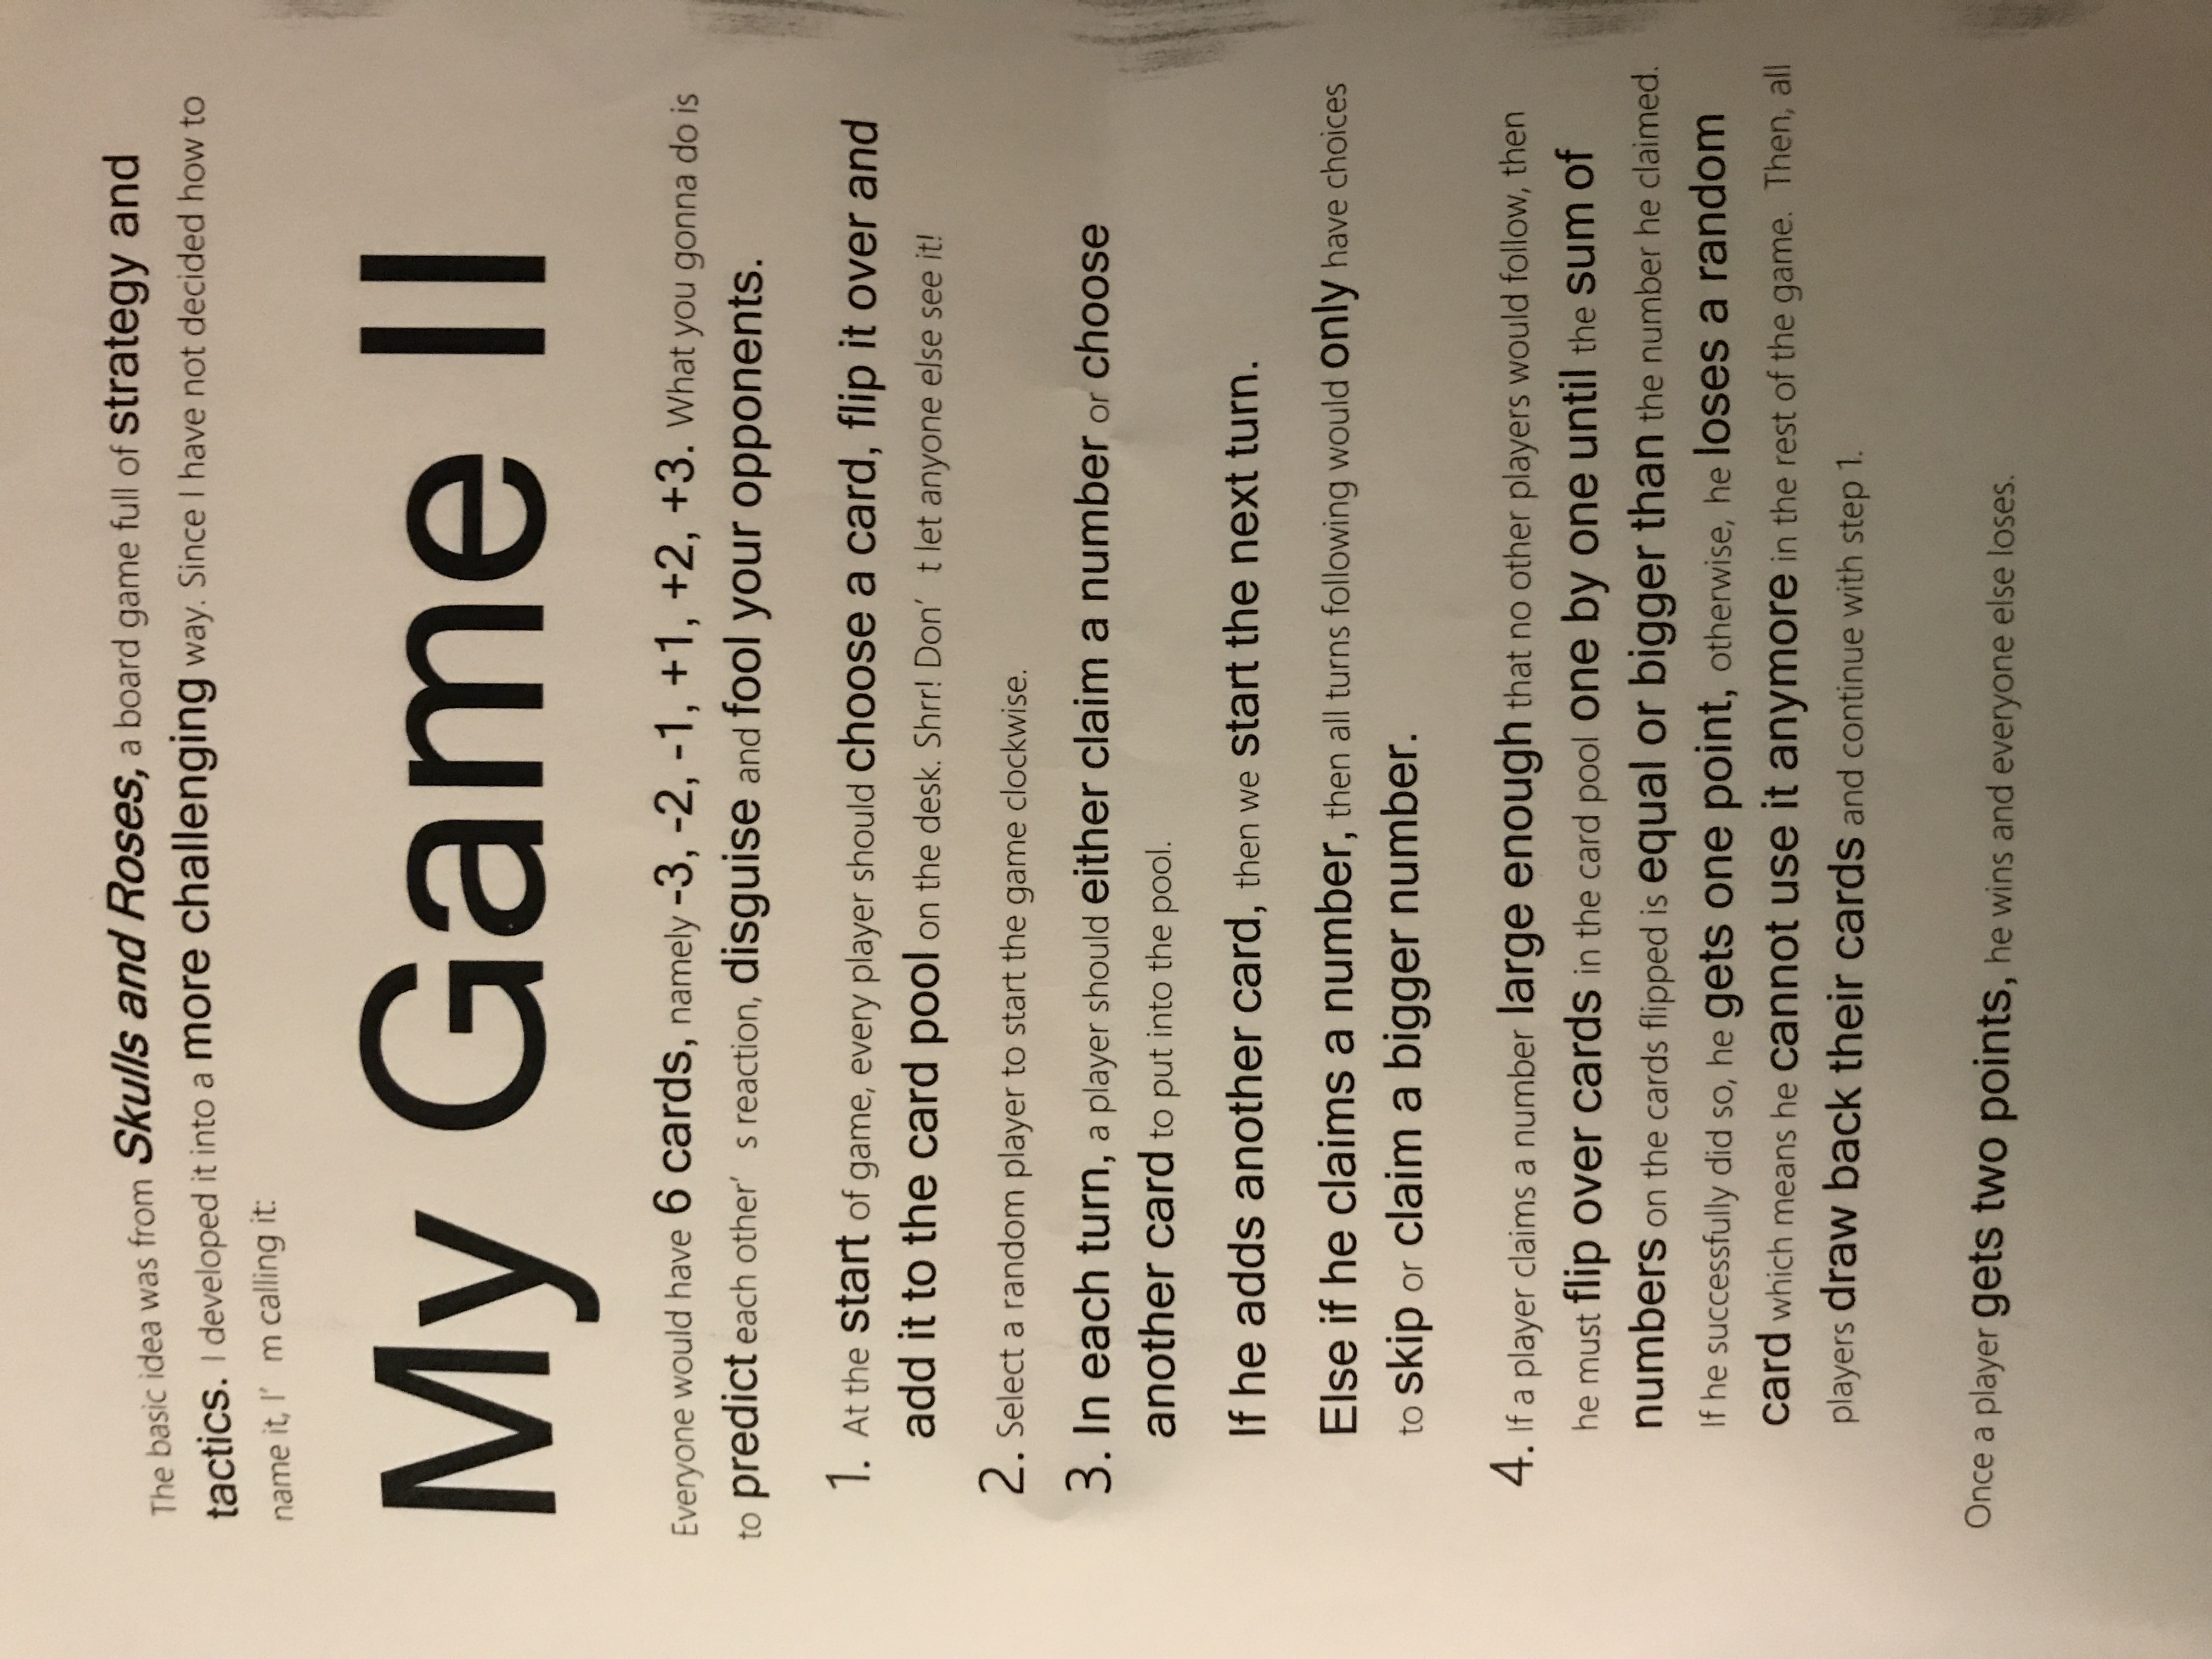 The basic idea was from Skulls and Roses, a board game full of strategy and
tactics. I developed it into a more challenging way. Since I have not decided how to
name it, I’ m calling it:
My Game II
Everyone would have 6 cards, namely -3, -2, -1, +1, +2, +3. What you gonna do is
to predict each other’ s reaction, disguise and fool your opponents.
1. At the start of game, every player should choose a card, flip it over and
add it to the card pool on the desk. Shrr! Don’ t let anyone else see it!
2. Select a random player to start the game clockwise.
3. In each turn, a player should either claim a number or choose
another card to put into the pool.
If he adds another card, then we start the next turn.
Else if he claims a number, then all turns following would only have choices
to skip or claim a bigger number.
4. If a player claims a number large enough that no other players would follow, then
he must flip over cards in the card pool one by one until the sum of
numbers on the cards flipped is equal or bigger than the number he claimed.
If he successfully did so, he gets one point, otherwise, he loses a random
card which means he cannot use it anymore in the rest of the game. Then, all
players draw back their cards and continue with step 1.
Once a player gets two points, he wins and everyone else loses.